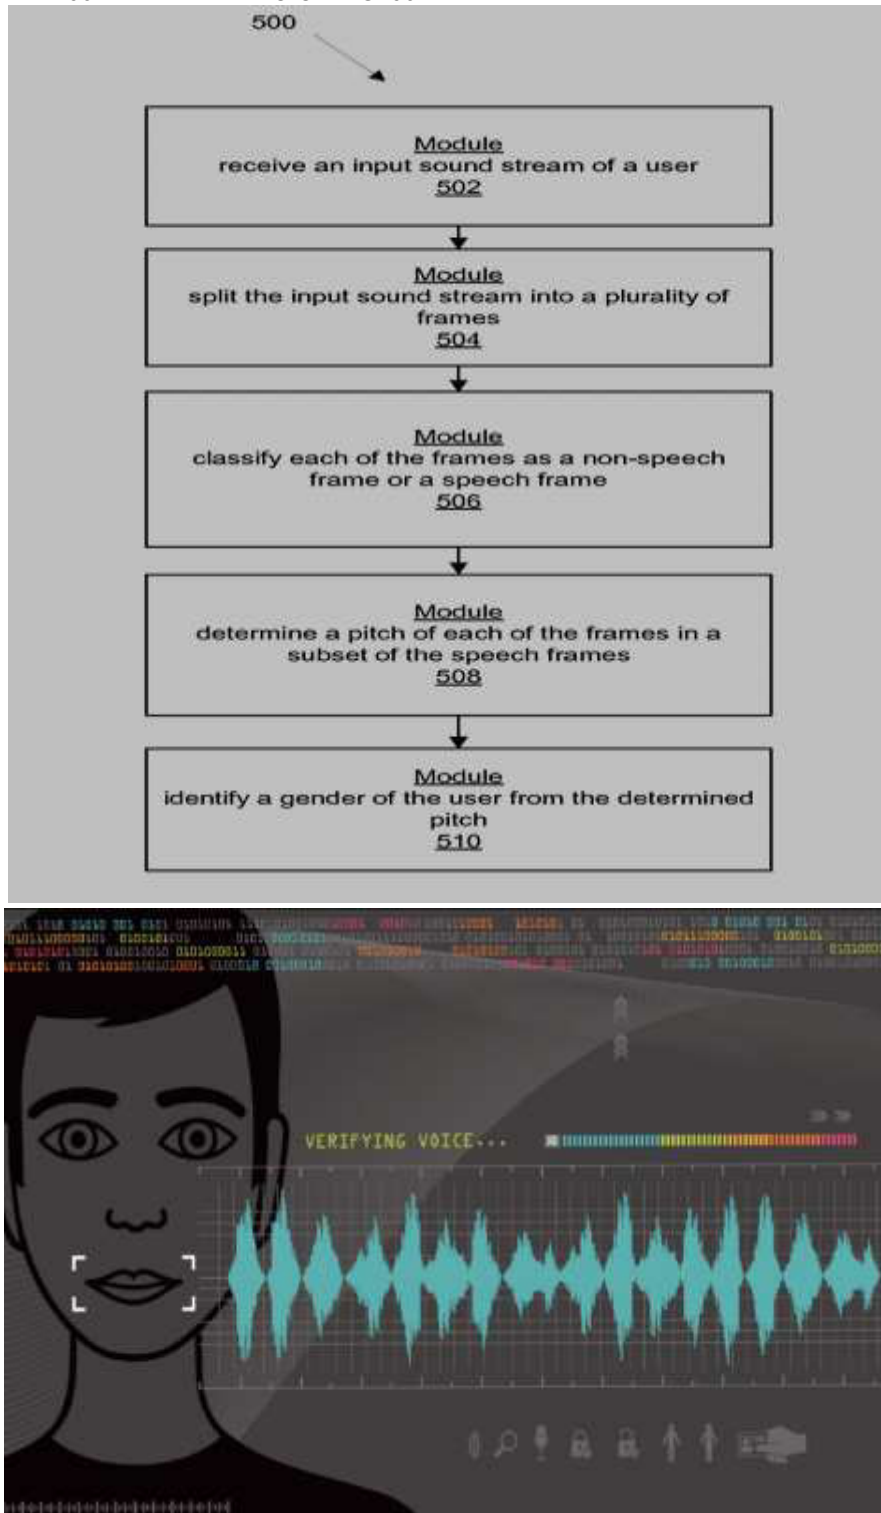 500
Module
receive an input sound stream of a user
502
Module
split the input sound stream into a plurality of
frames
504
Module
classify each of the frames as a non-speech
frame or a speech frame
506
Module
determine a pitch of each of the frames in a
subset of the speech frames
508
Module
identify a gender of the user from the determined
pitch
510
VERIFYING VOICE...